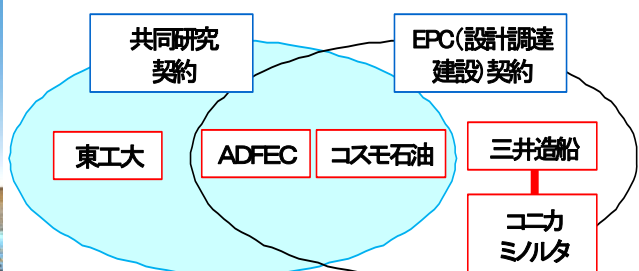 共同研究
契約
EPC(設計調達
建設)契約
東工大
ADFEC
コスモ石油
三井造船
コニカ
ミノルタ